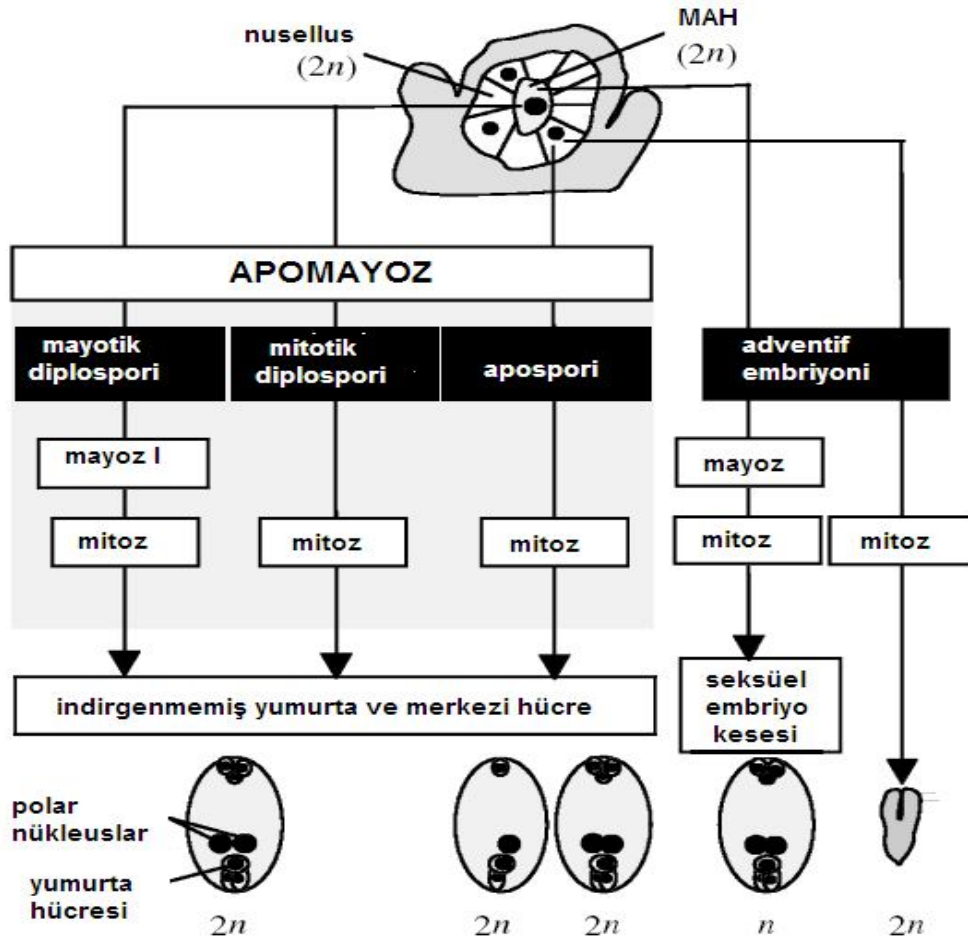 nusellus
(2n)
MAH
(2n)
APOMAYOZ
mayotik
diplospori
mitotik
diplospori
apospori
adventif
embriyoni
mayoz I
mayoz
mitoz
mitoz
mitoz
mitoz
mitoz
indirgenmemiş yumurta ve merkezi hücre
seksüel
embriyo
kesesi
polar
nükleuslar
yumurta
hücresi
2n
2n
2n
n
2n